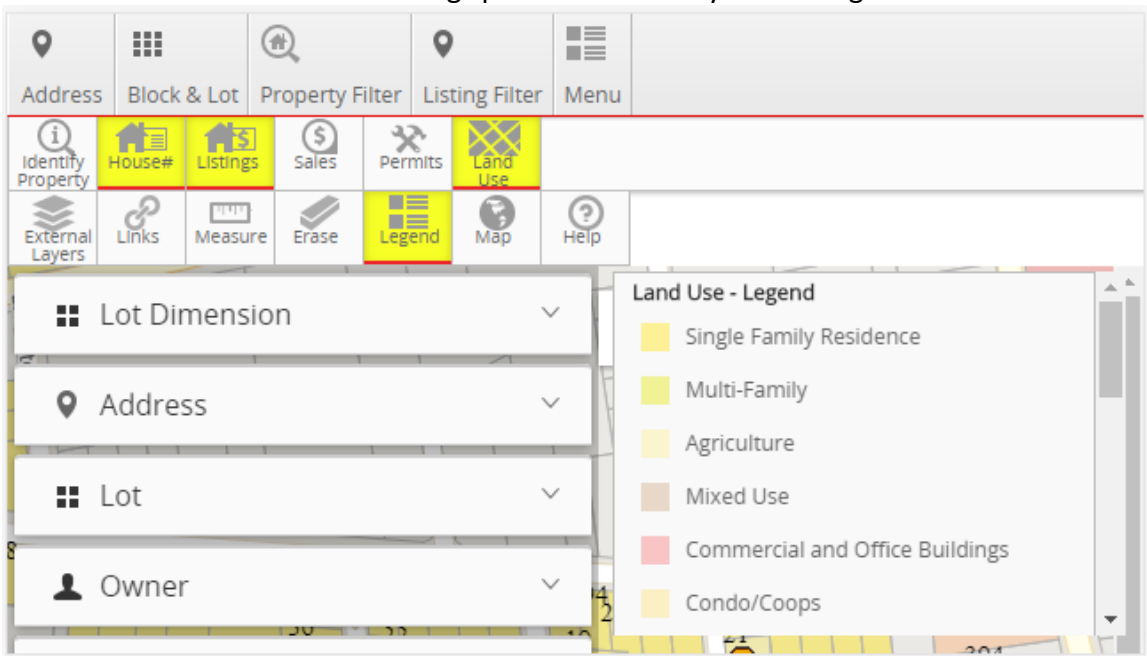 Address Block & Lot Property Filter Listing Filter Menu
Identify Property House# Listings Sales Permits Land Use
External Layers Links Measure Erase Legend Map Help
Lot Dimension
Address
Lot
Owner
Land Use - Legend
Single Family Residence
Multi-Family
Agriculture
Mixed Use
Commercial and Office Buildings
Condo/Coops